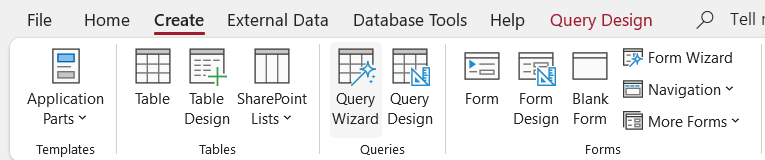 File Home Create External Data Database Tools Help Query Design Tell
Application Parts
Table
Table Design
SharePoint Lists
Query Wizard
Query Design
Form
Form Design
Blank Form
Form Wizard
Navigation
More Forms
Templates Tables Queries Forms